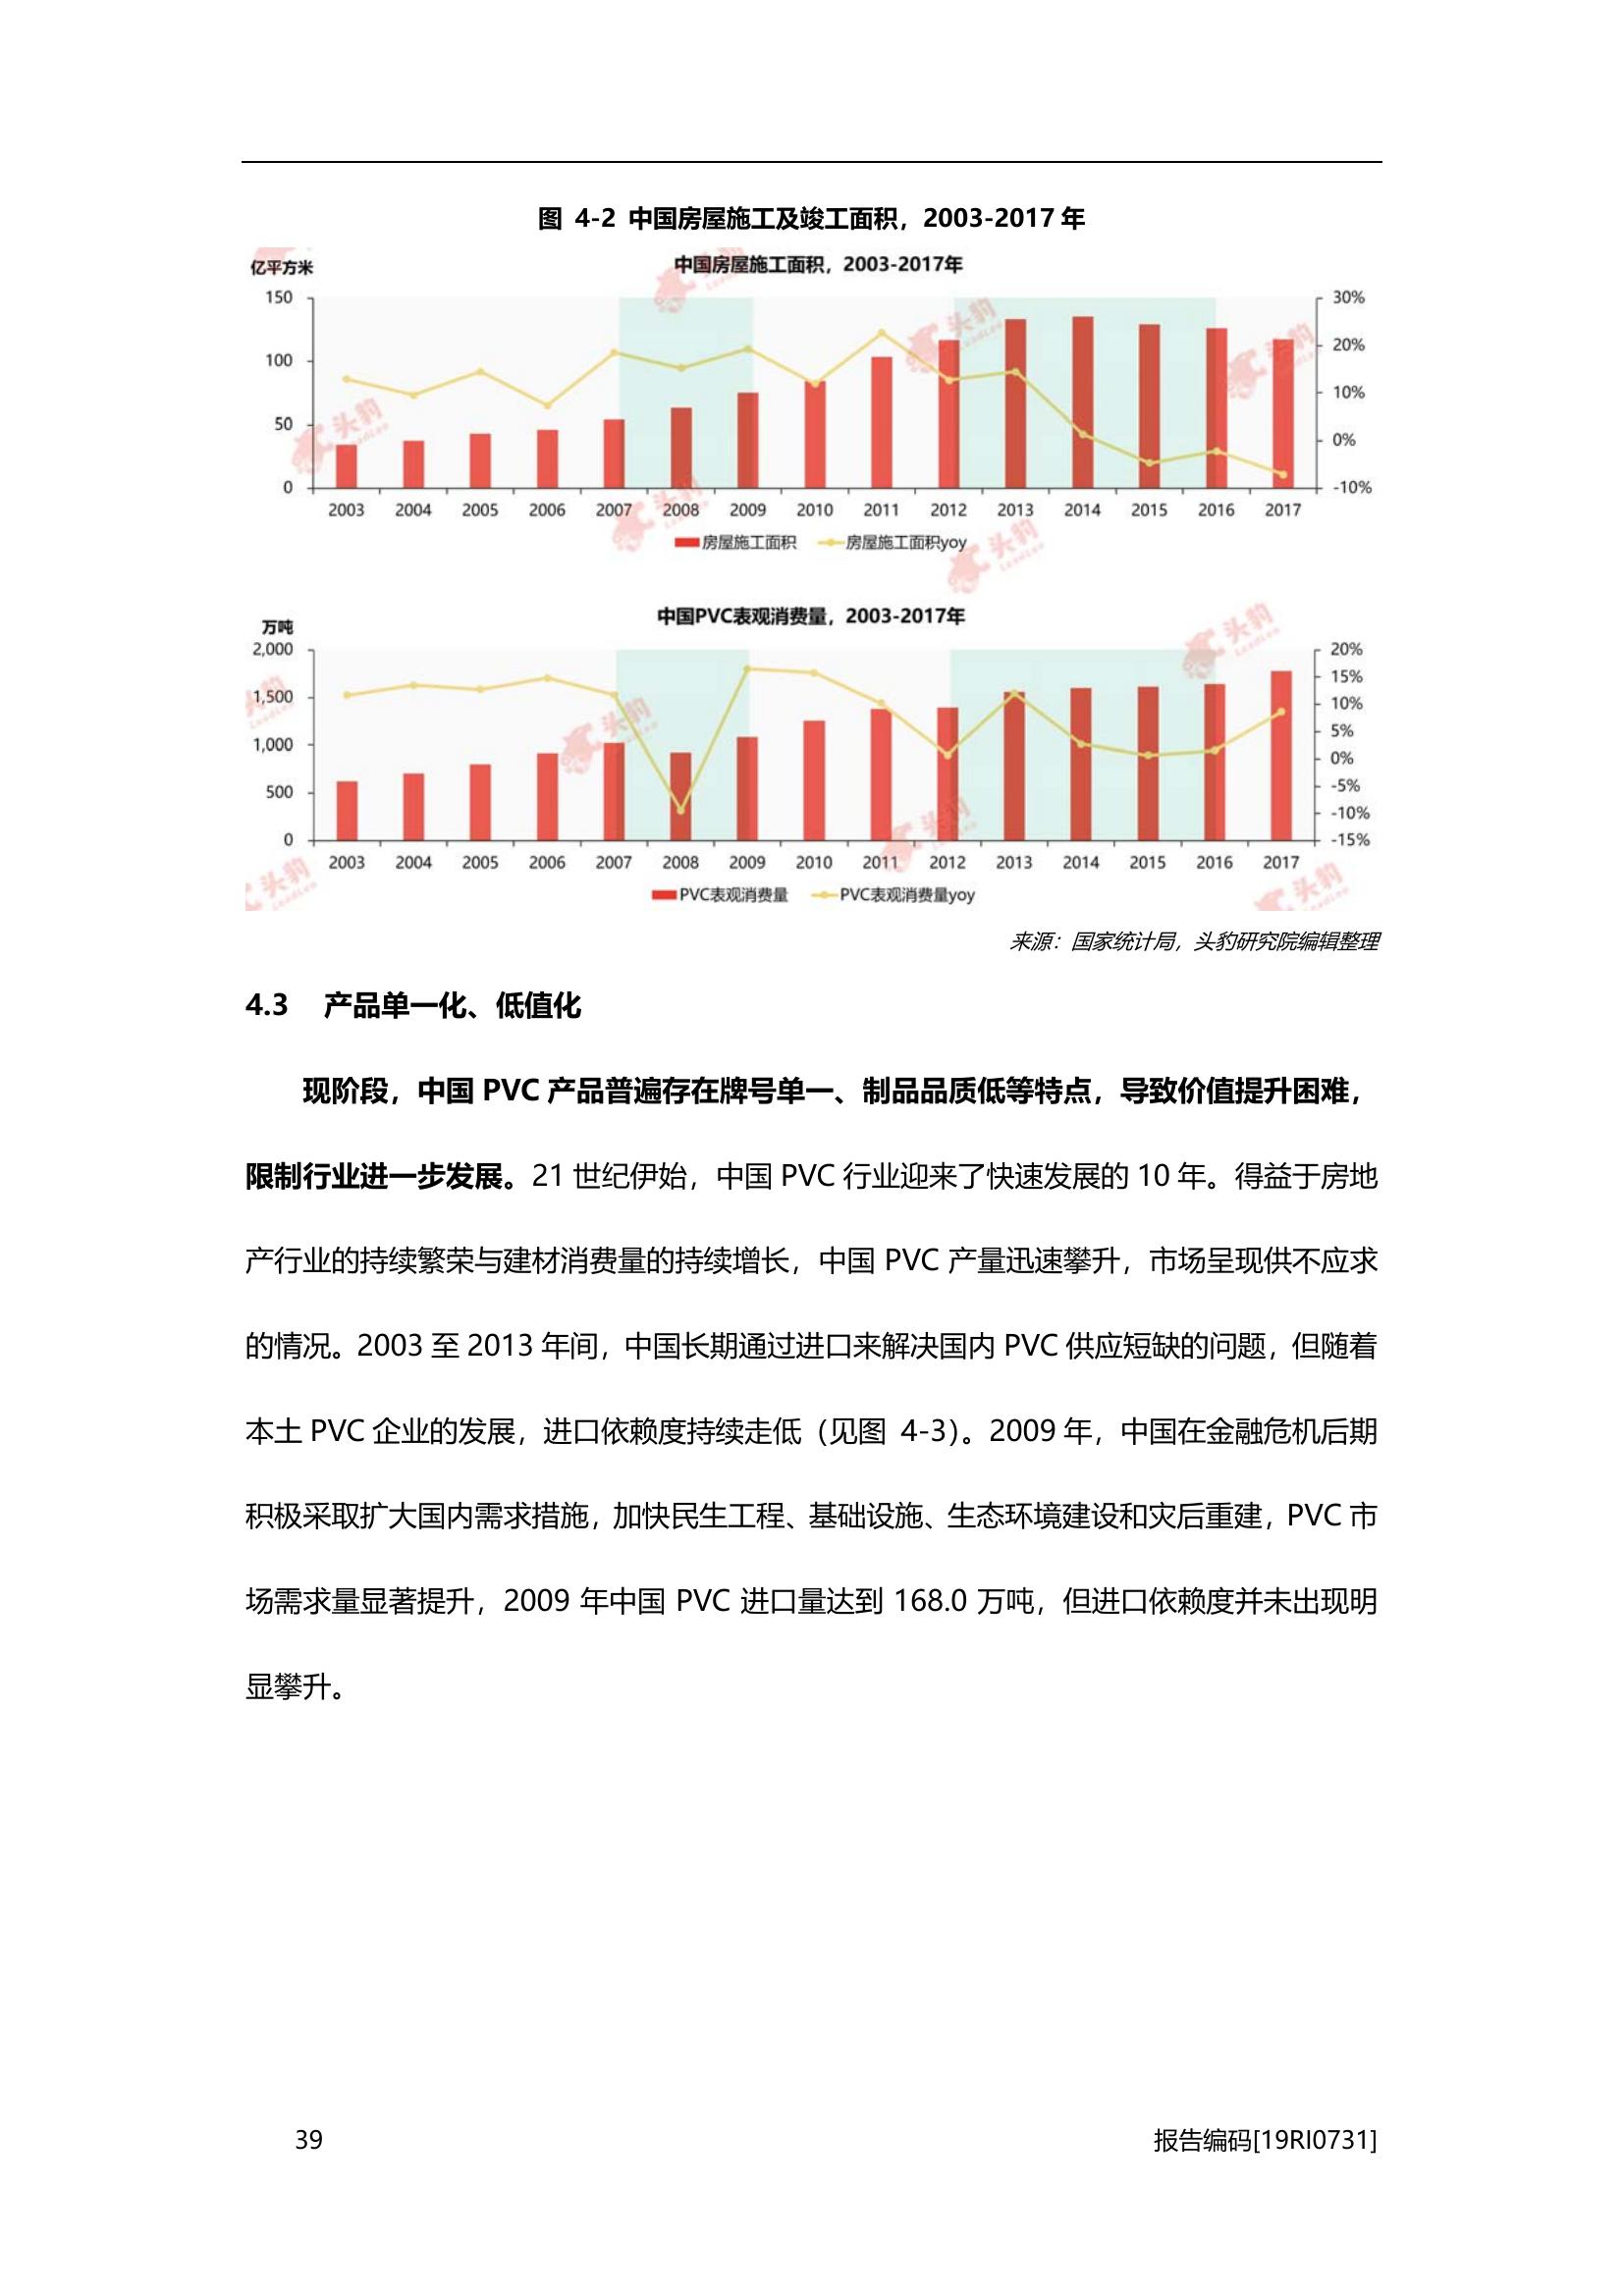 图 4-2 中国房屋施工及竣工面积，2003-2017 年
中国房屋施工面积，2003-2017年
亿平方米
150
100
50
0
30%
20%
10%
0%
-10%
2003 2004 2005 2006 2007 2008 2009 2010 2011 2012 2013 2014 2015 2016 2017
房屋施工面积 房屋施工面积yoy
中国PVC表观消费量，2003-2017年
万吨
2,000
1,500
1,000
500
0
20%
15%
10%
5%
0%
-5%
-10%
-15%
2003 2004 2005 2006 2007 2008 2009 2010 2011 2012 2013 2014 2015 2016 2017
PVC表观消费量 PVC表观消费量yoy
头豹
LeadLeo
来源：国家统计局，头豹研究院编辑整理
4.3 产品单一化、低值化
现阶段，中国 PVC 产品普遍存在牌号单一、制品品质低等特点，导致价值提升困难，
限制行业进一步发展。21 世纪伊始，中国 PVC 行业迎来了快速发展的 10 年。得益于房地
产行业的持续繁荣与建材消费量的持续增长，中国 PVC 产量迅速攀升，市场呈现供不应求
的情况。2003 至 2013 年间，中国长期通过进口来解决国内 PVC 供应短缺的问题，但随着
本土 PVC 企业的发展，进口依赖度持续走低（见图 4-3）。2009 年，中国在金融危机后期
积极采取扩大国内需求措施，加快民生工程、基础设施、生态环境建设和灾后重建，PVC 市
场需求量显著提升，2009 年中国 PVC 进口量达到 168.0 万吨，但进口依赖度并未出现明
显攀升。
39 报告编码[19RI0731]